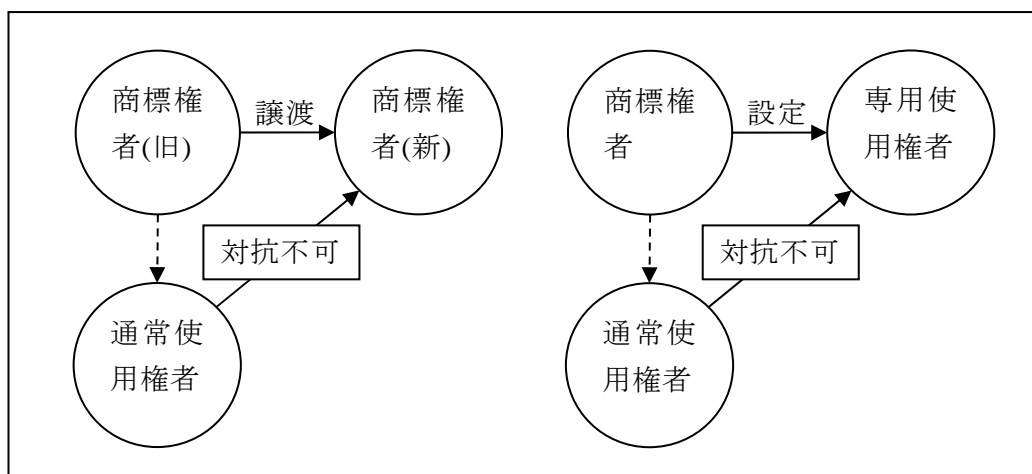 商標権
者(旧)
譲渡
商標権
者(新)
対抗不可
通常使
用権者
商標権
者
設定
専用使
用権者
対抗不可
通常使
用権者